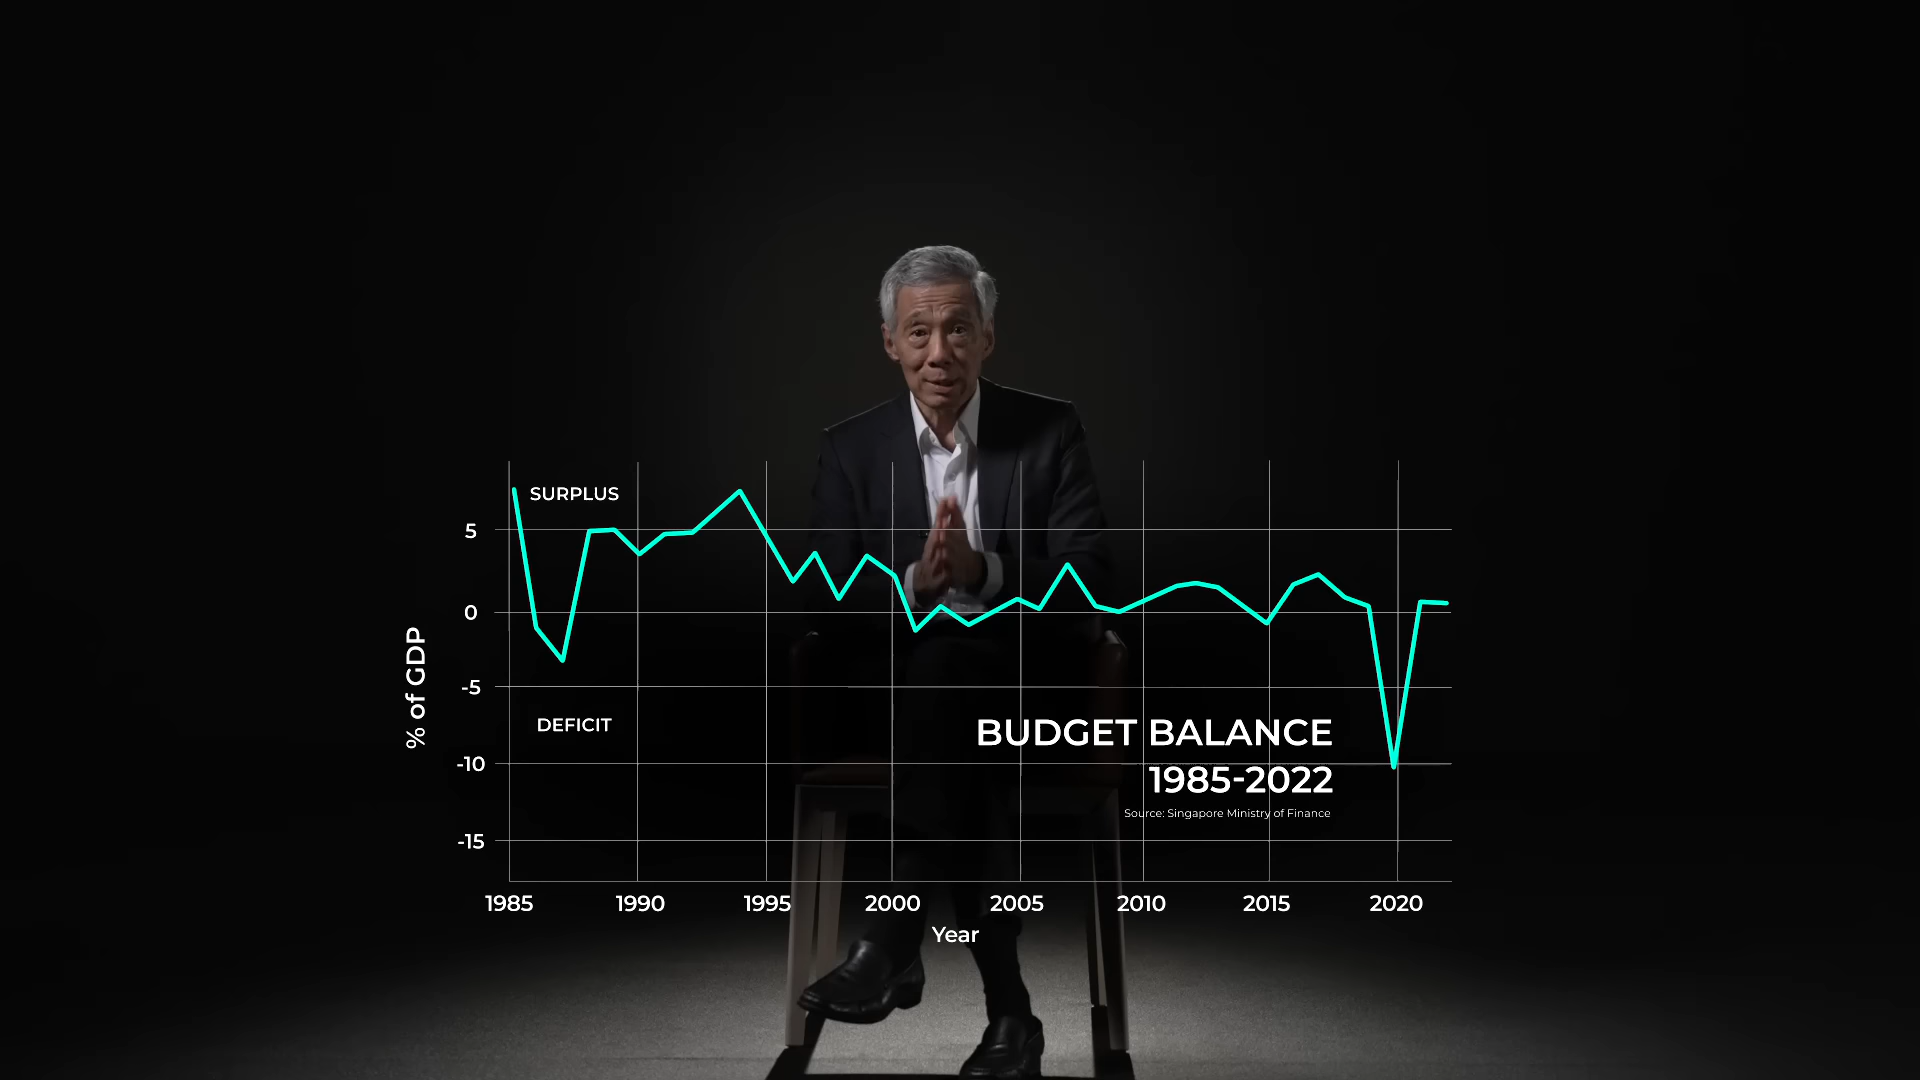 SURPLUS
5
0
-5
-10
-15
% of GDP
DEFICIT
BUDGET BALANCE
1985-2022
Source: Singapore Ministry of Finance
1985 1990 1995 2000 2005 2010 2015 2020
Year